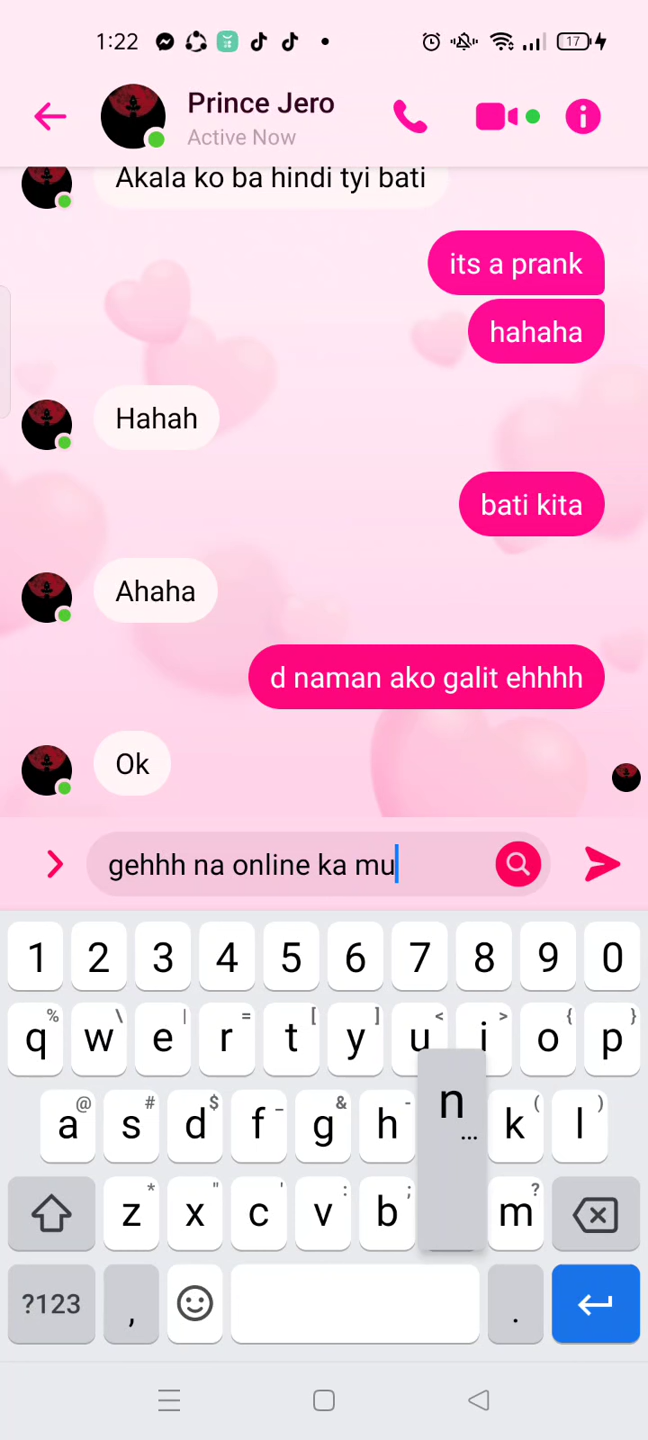 1:22
17
Prince Jero
Active Now
Akala ko ba hindi tyi bati
its a prank
hahaha
Hahah
bati kita
Ahaha
d naman ako galit ehhhh
Ok
gehhh na online ka mu
1 2 3 4 5 6 7 8 9 0
% \ | = [ ] < > { }
q w e r t y u i o p
@ # $ _ & - ( )
a s d f g h n k l
* " ' : ; ?
z x c v b m
?123 , .